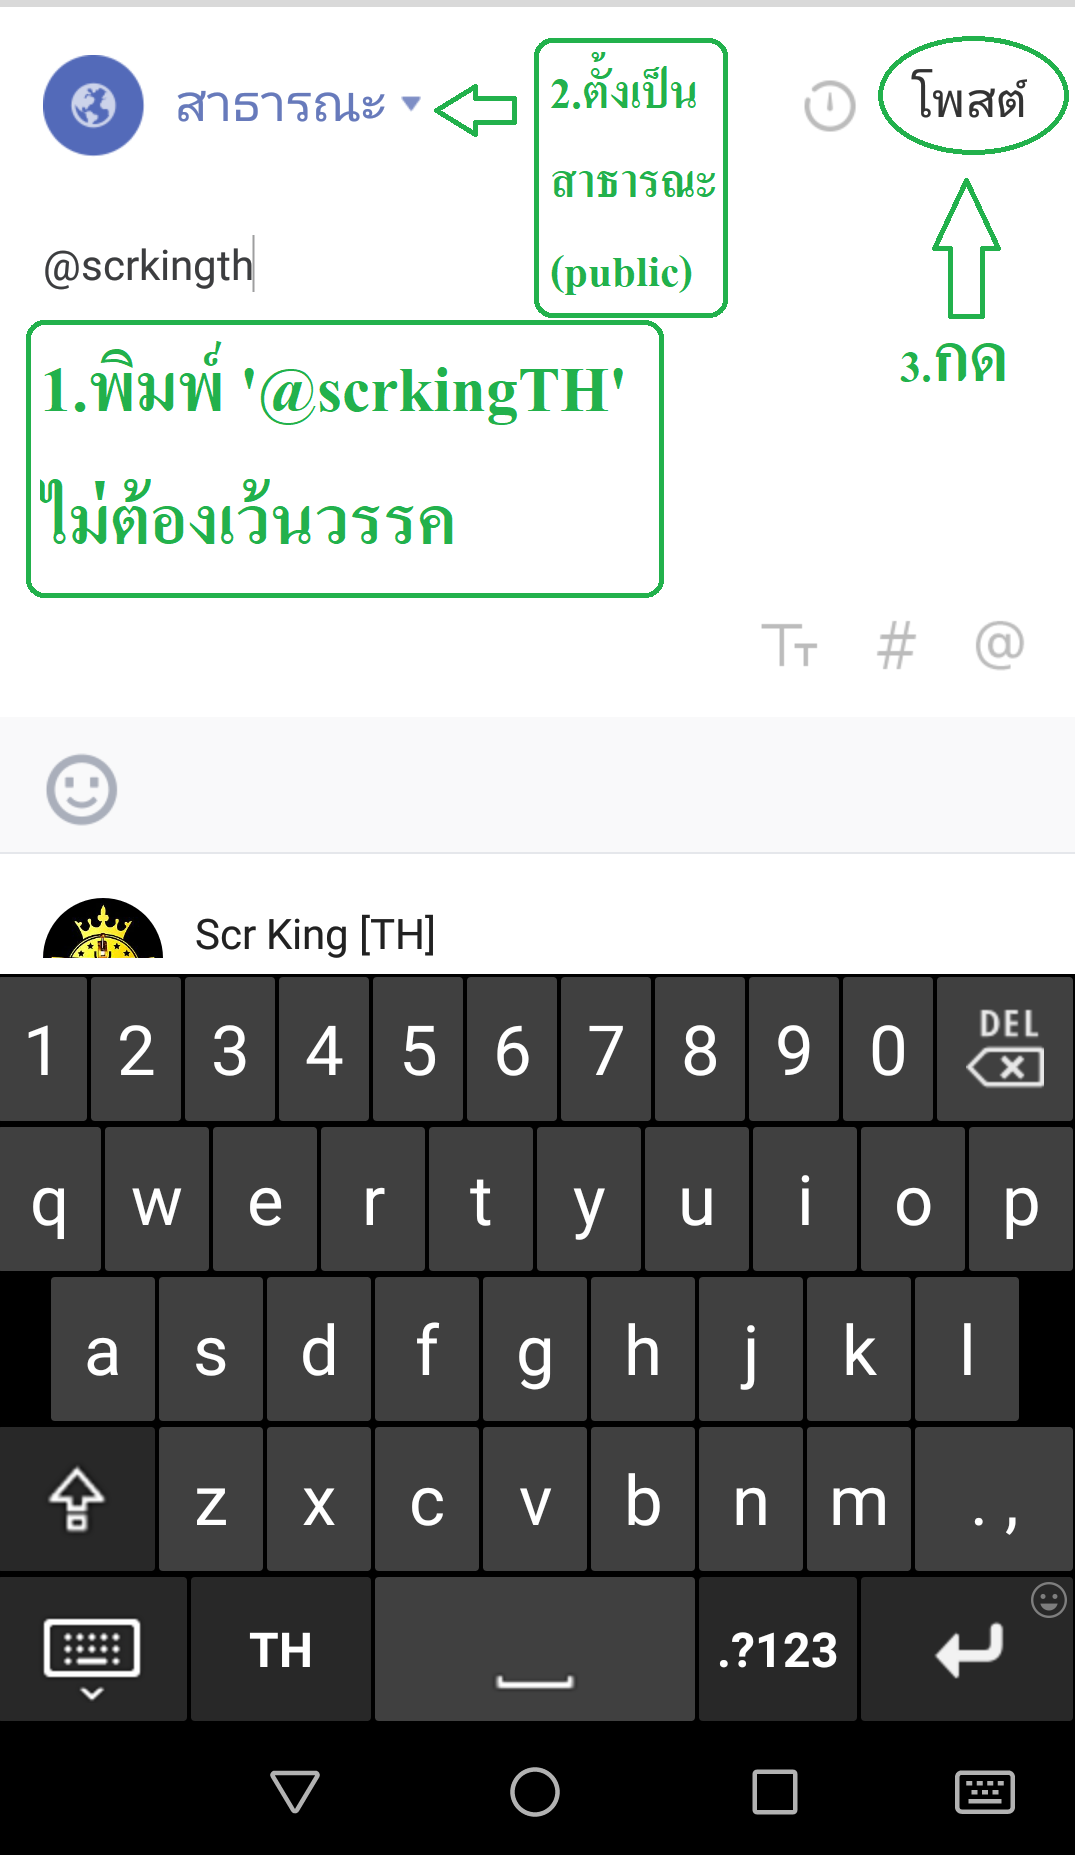 สาธารณะ
2.ตั้งเป็น
สาธารณะ
(public)
โพสต์
3.กด
@scrkingth
1.พิมพ์ '@scrkingTH'
ไม่ต้องเว้นวรรค
TT # @
Scr King [TH]
1 2 3 4 5 6 7 8 9 0 DEL
q w e r t y u i o p
a s d f g h j k l
z x c v b n m . ,
TH .?123